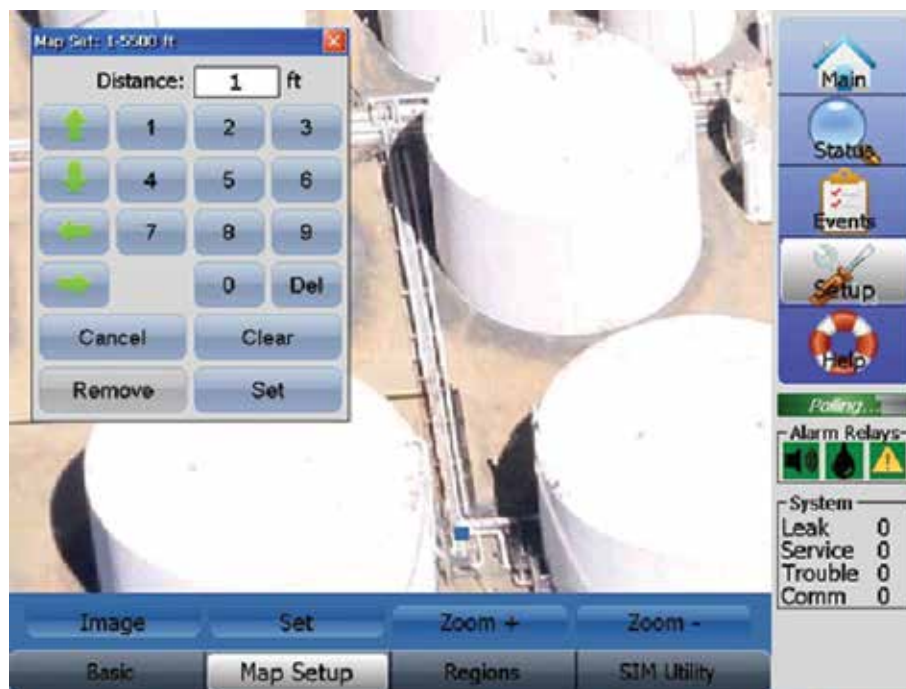 Map Set: 1-5500 ft
Distance: 1 ft
1 2 3
4 5 6
7 8 9
0 Del
Cancel Clear
Remove Set
Main
Status
Events
Setup
Help
Polling...
Alarm Relays
System
Leak 0
Service 0
Trouble 0
Comm 0
Image Set Zoom + Zoom -
Basic Map Setup Regions SIM Utility